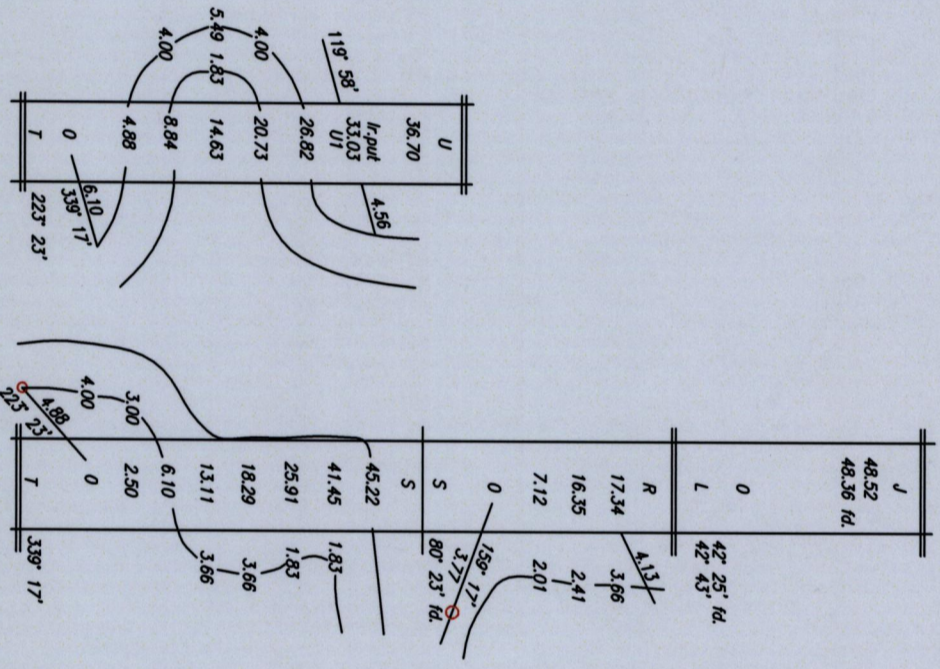 U
36.70
Ir.put
33.03 4.56
119° 58' U1
4.00 26.82
20.73
5.49 1.83 14.63
4.00 8.84
4.88
0 6.10
339° 17'
T 223° 23'
J
48.52
48.36 fd.
0
42° 25" fd.
L 42° 43"
R 4.13
17.34 3.66
16.35 2.41
7.12 2.01
0 159° 17"
3.77
S 80° 23' fd.
S
45.22
41.45 1.83
25.91 1.83
18.29 3.66
13.11 3.66
6.10
3.00 2.50
4.00 0
4.88
223° 23'
T 339° 17'